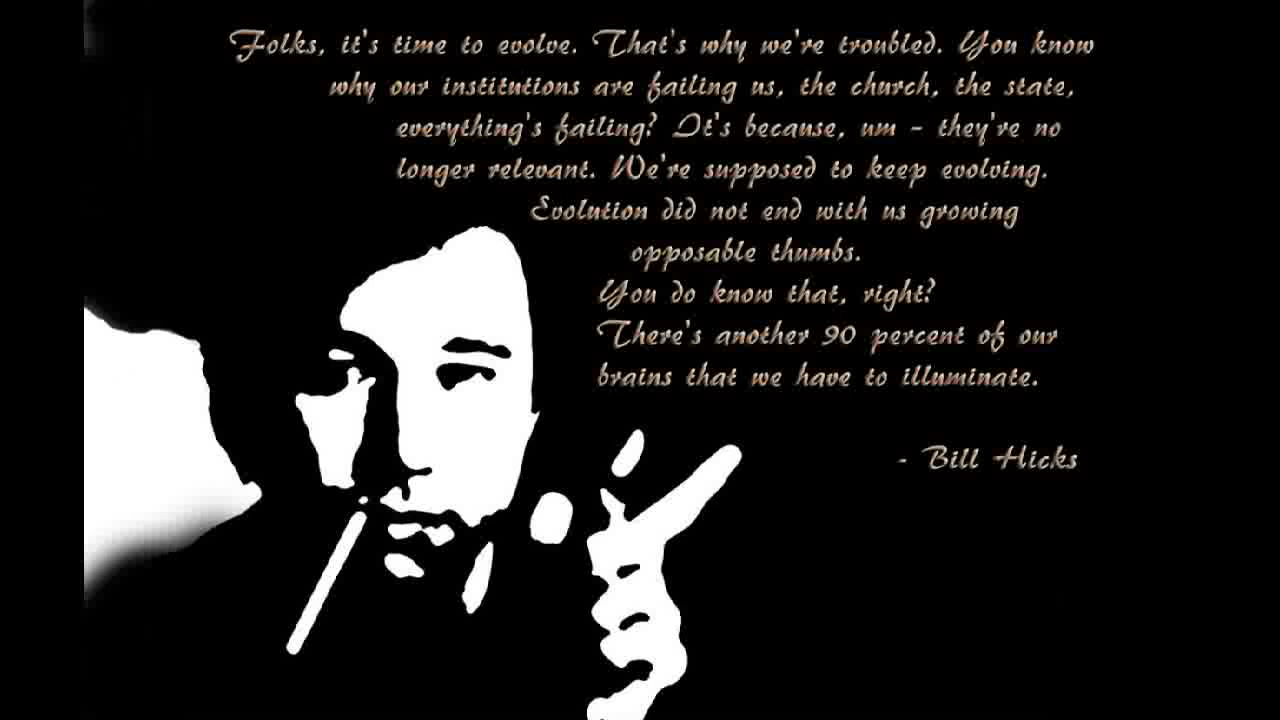 Folks, it's time to evolve. That's why we're troubled. You know
why our institutions are failing us, the church, the state,
everything's failing? It's because, um - they're no
longer relevant. We're supposed to keep evolving.
Evolution did not end with us growing
opposable thumbs.
You do know that, right?
There's another 90 percent of our
brains that we have to illuminate.
- Bill Hicks